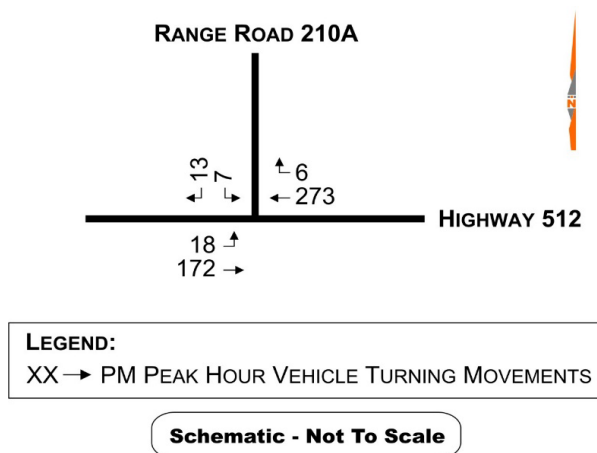 RANGE ROAD 210A
N
13
7
6
273
HIGHWAY 512
18
172
LEGEND:
XX → PM PEAK HOUR VEHICLE TURNING MOVEMENTS
Schematic - Not To Scale